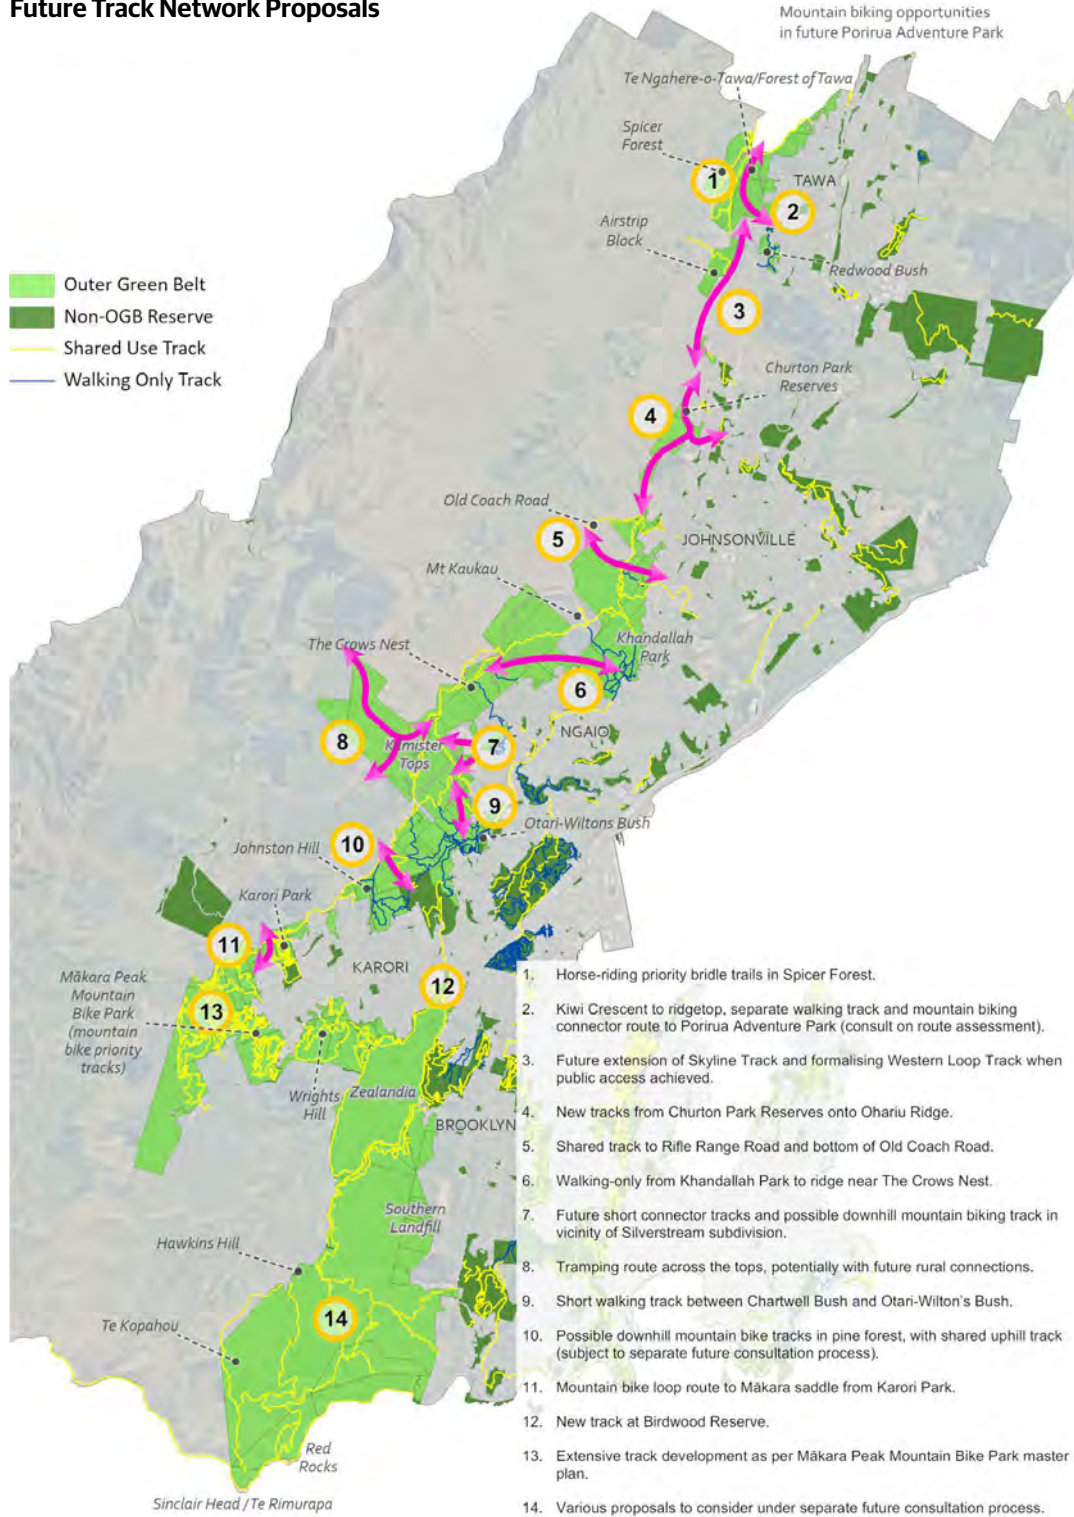 Future Track Network Proposals
Mountain biking opportunities
in future Porirua Adventure Park
Te Ngahere-o-Tawa/Forest of Tawa
Spicer
Forest
1
TAWA
2
Airstrip
Block
Redwood Bush
Outer Green Belt
Non-OGB Reserve
Shared Use Track
Walking Only Track
3
Churton Park
Reserves
4
Old Coach Road
5
JOHNSONVILLE
Mt Kaukau
The Crows Nest
Khandallah
Park
6
NGAIO
8
Kilmister
Tops
7
9
Otari-Wiltons Bush
10
Johnston Hill
Karori Park
11
KARORI
12
Mākara Peak
Mountain
Bike Park
(mountain
bike priority
tracks)
13
Wrights
Hill
Zealandia
BROOKLYN
Southern
Landfill
Hawkins Hill
Te Kopahou
14
Red
Rocks
Sinclair Head /Te Rimurapa
1. Horse-riding priority bridle trails in Spicer Forest.
2. Kiwi Crescent to ridgetop, separate walking track and mountain biking
connector route to Porirua Adventure Park (consult on route assessment).
3. Future extension of Skyline Track and formalising Western Loop Track when
public access achieved.
4. New tracks from Churton Park Reserves onto Ohariu Ridge.
5. Shared track to Rifle Range Road and bottom of Old Coach Road.
6. Walking-only from Khandallah Park to ridge near The Crows Nest.
7. Future short connector tracks and possible downhill mountain biking track in
vicinity of Silverstream subdivision.
8. Tramping route across the tops, potentially with future rural connections.
9. Short walking track between Chartwell Bush and Otari-Wilton's Bush.
10. Possible downhill mountain bike tracks in pine forest, with shared uphill track
(subject to separate future consultation process).
11. Mountain bike loop route to Mākara saddle from Karori Park.
12. New track at Birdwood Reserve.
13. Extensive track development as per Mākara Peak Mountain Bike Park master
plan.
14. Various proposals to consider under separate future consultation process.